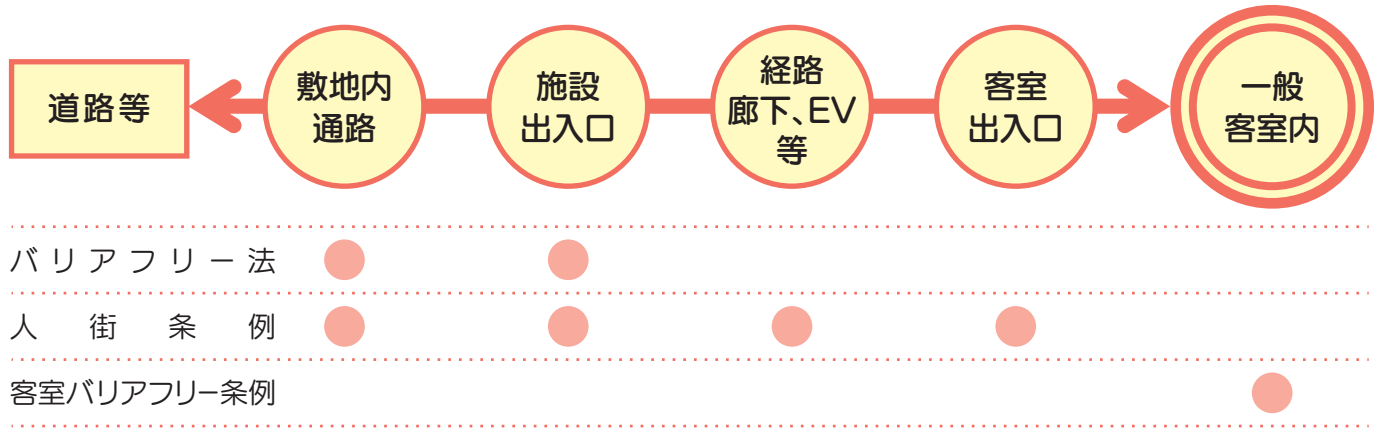 道路等
敷地内
通路
施設
出入口
経路
廊下、EV
等
客室
出入口
一般
客室内
バリアフリー法
人街条例
客室バリアフリー条例